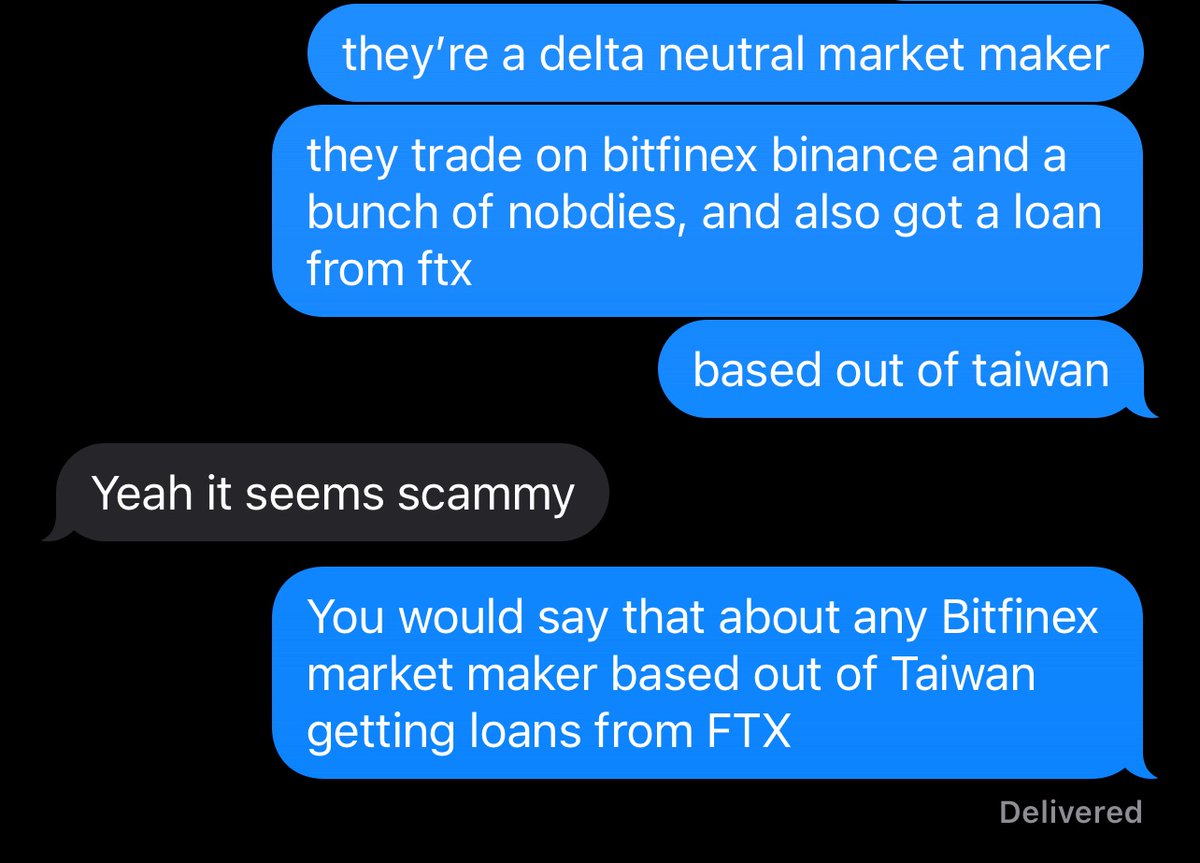 they’re a delta neutral market maker
they trade on bitfinex binance and a
bunch of nobdies, and also got a loan
from ftx
based out of taiwan
Yeah it seems scammy
You would say that about any Bitfinex
market maker based out of Taiwan
getting loans from FTX
Delivered